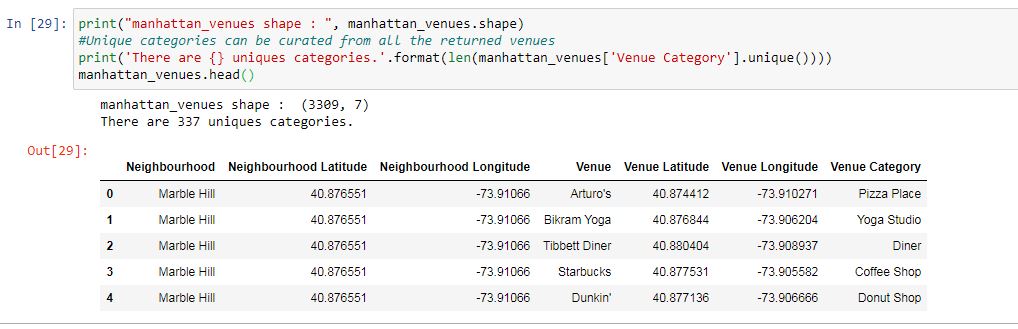 In [29]: print("manhattan_venues shape : ", manhattan_venues.shape)
#Unique categories can be curated from all the returned venues
print('There are {} uniques categories.'.format(len(manhattan_venues['Venue Category'].unique())))
manhattan_venues.head()
manhattan_venues shape :  (3309, 7)
There are 337 uniques categories.
Out[29]:
Neighbourhood Neighbourhood Latitude Neighbourhood Longitude Venue Venue Latitude Venue Longitude Venue Category
0 Marble Hill 40.876551 -73.91066 Arturo's 40.874412 -73.910271 Pizza Place
1 Marble Hill 40.876551 -73.91066 Bikram Yoga 40.876844 -73.906204 Yoga Studio
2 Marble Hill 40.876551 -73.91066 Tibbett Diner 40.880404 -73.908937 Diner
3 Marble Hill 40.876551 -73.91066 Starbucks 40.877531 -73.905582 Coffee Shop
4 Marble Hill 40.876551 -73.91066 Dunkin' 40.877136 -73.906666 Donut Shop